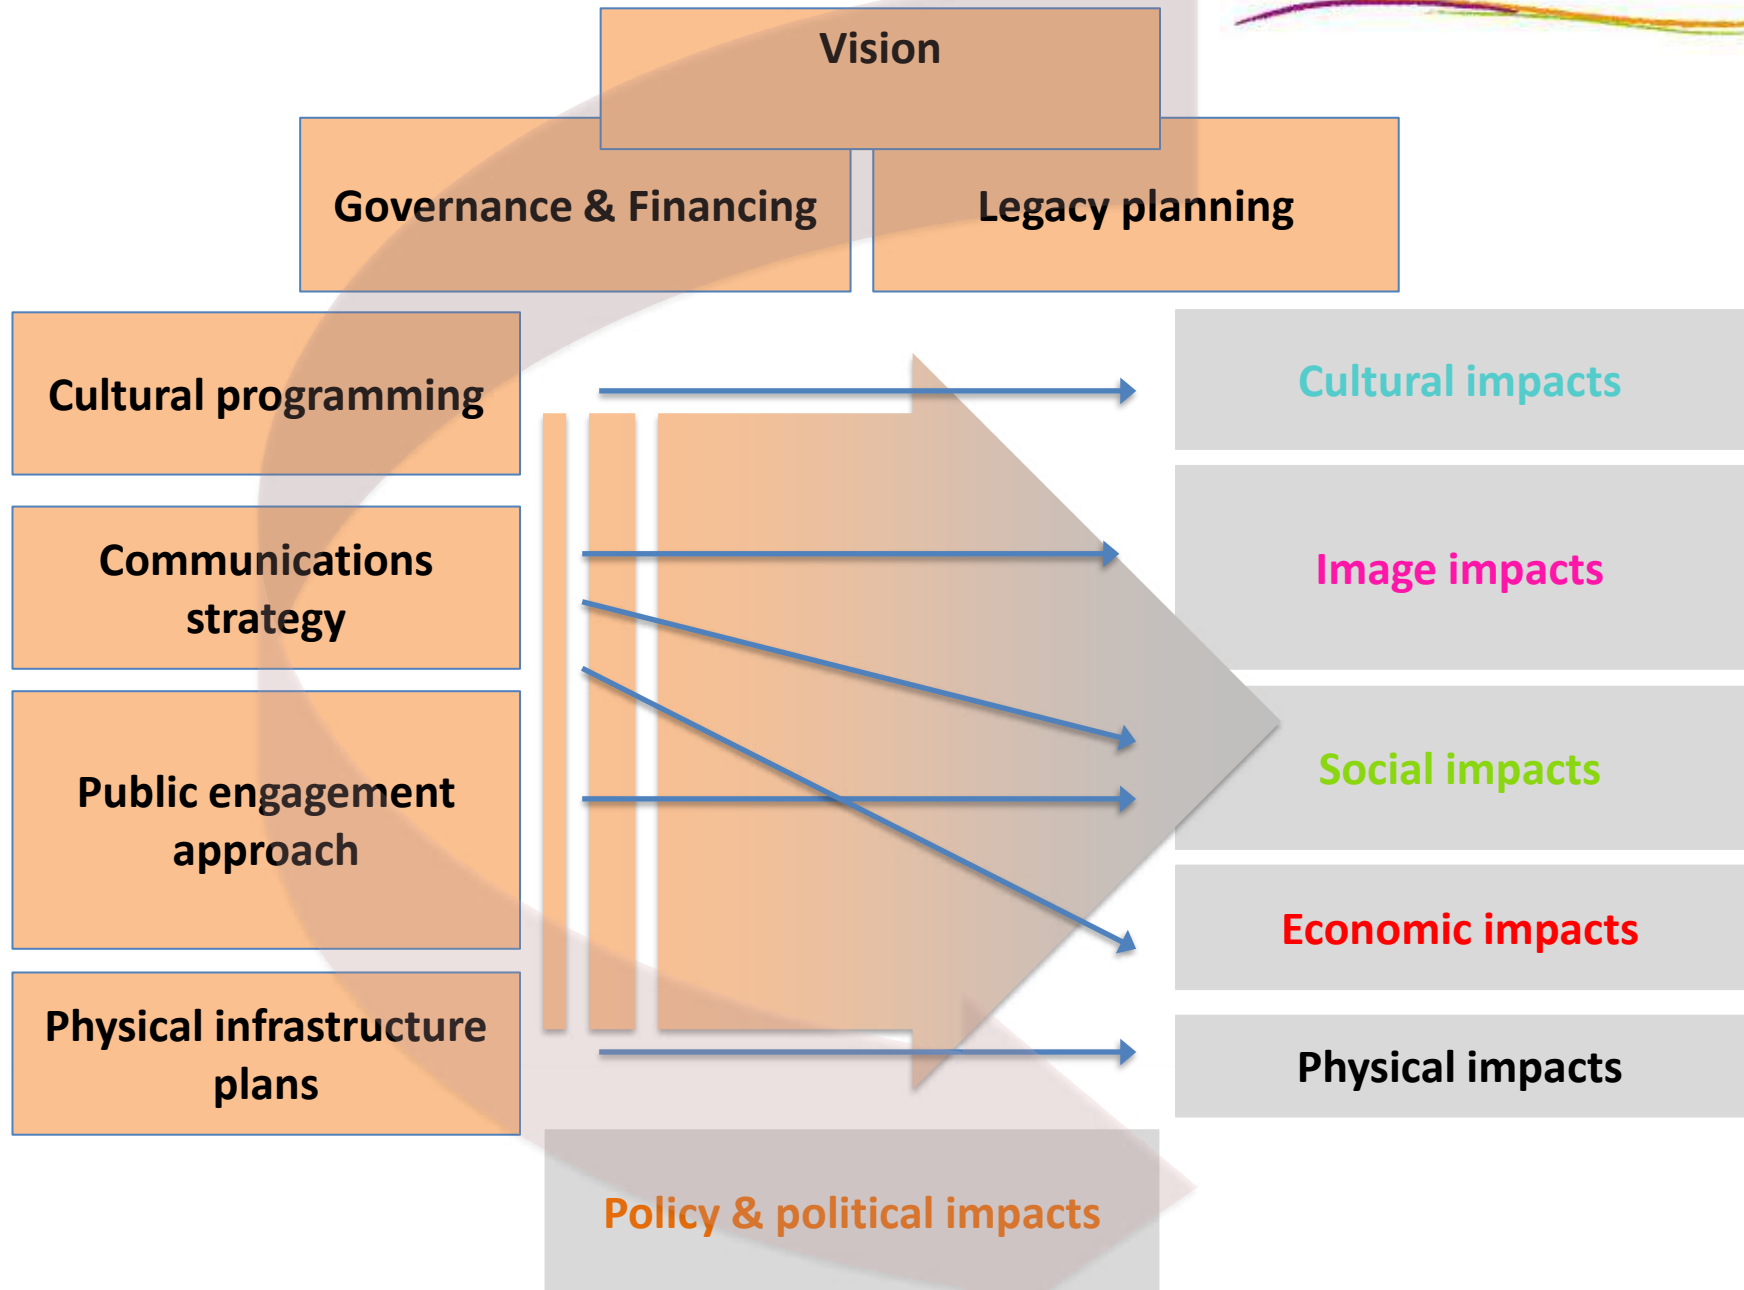 Vision
Governance & Financing
Legacy planning
Cultural programming
Cultural impacts
Communications
strategy
Image impacts
Public engagement
approach
Social impacts
Economic impacts
Physical infrastructure
plans
Physical impacts
Policy & political impacts